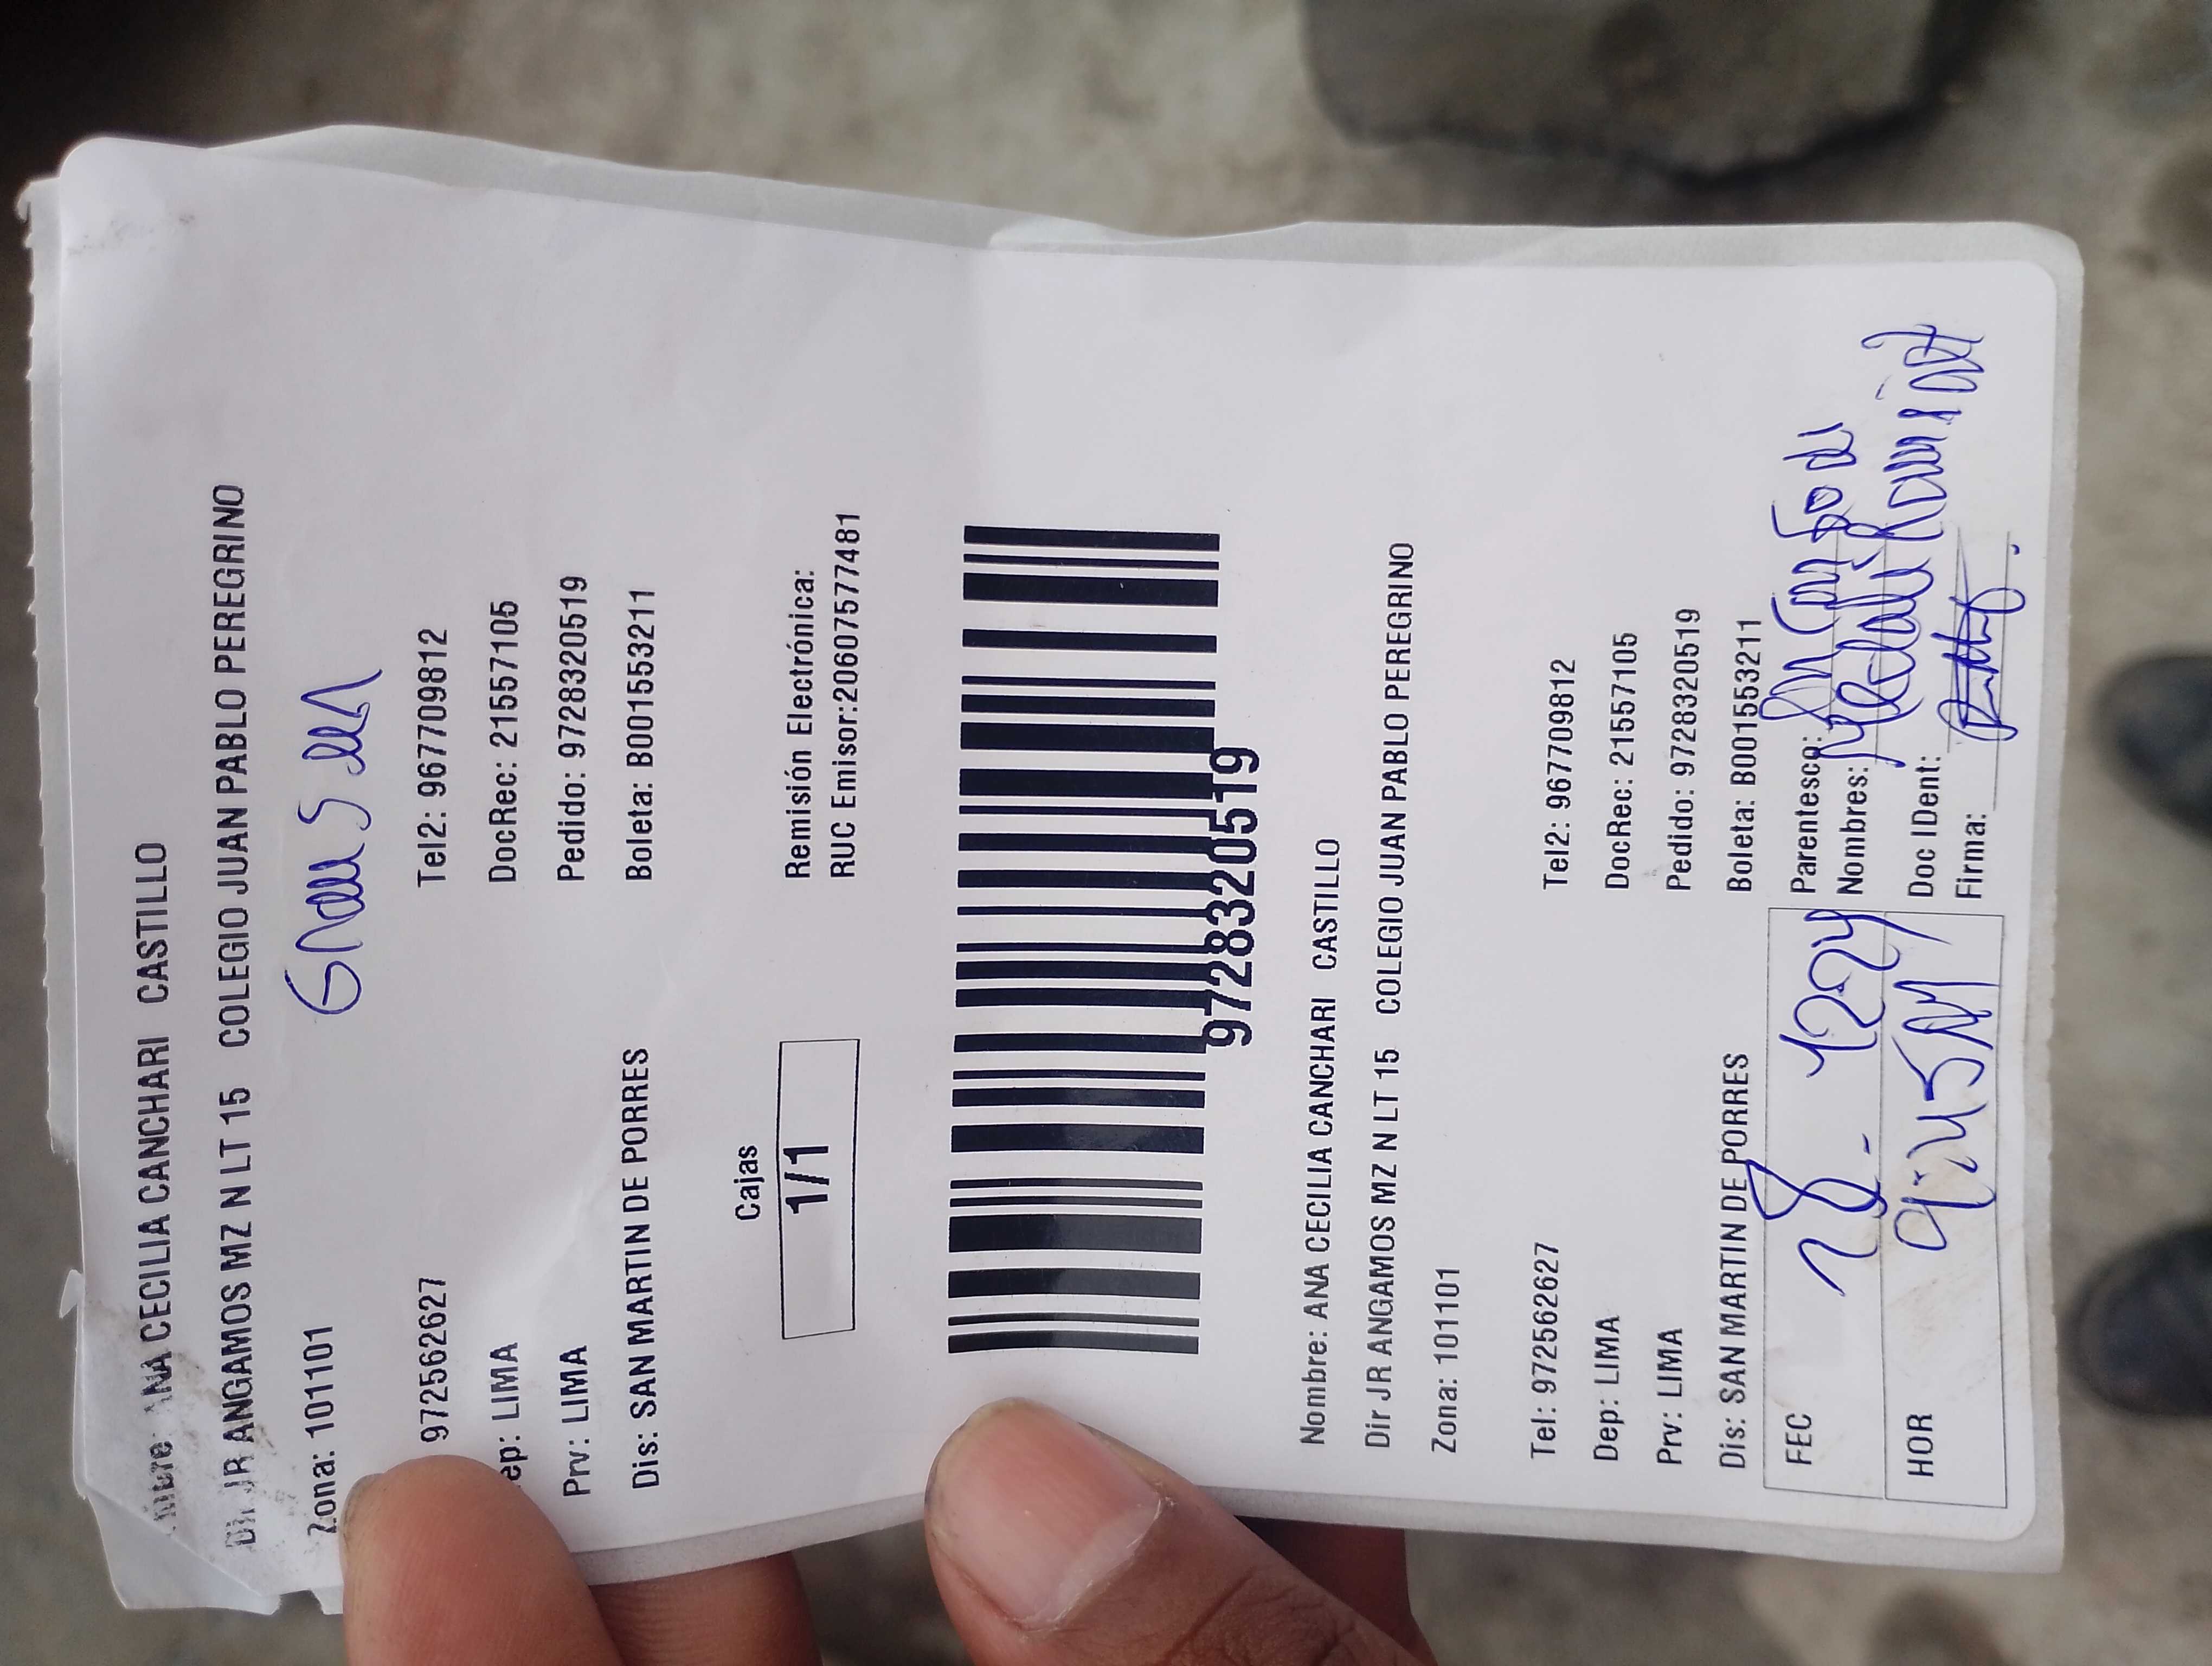 ANA CECILIA CANCHARI CASTILLO
JR ANGAMOS MZ N LT 15 COLEGIO JUAN PABLO PEREGRINO
Zona: 101101
972562627 Tel2: 967709812
ep: LIMA DocRec: 21557105
Prv: LIMA Pedido: 9728320519
Dis: SAN MARTIN DE PORRES Boleta: B001553211
Cajas
1/1
Remisión Electrónica:
RUC Emisor:20607577481
9728320519
Nombre: ANA CECILIA CANCHARI CASTILLO
Dir JR ANGAMOS MZ N LT 15 COLEGIO JUAN PABLO PEREGRINO
Zona: 101101
Tel: 972562627 Tel2: 967709812
Dep: LIMA DocRec: 21557105
Prv: LIMA Pedido: 9728320519
Dis: SAN MARTIN DE PORRES Boleta: B001553211
FEC Parentesco:
Nombres:
HOR Doc IDent:
Firma: